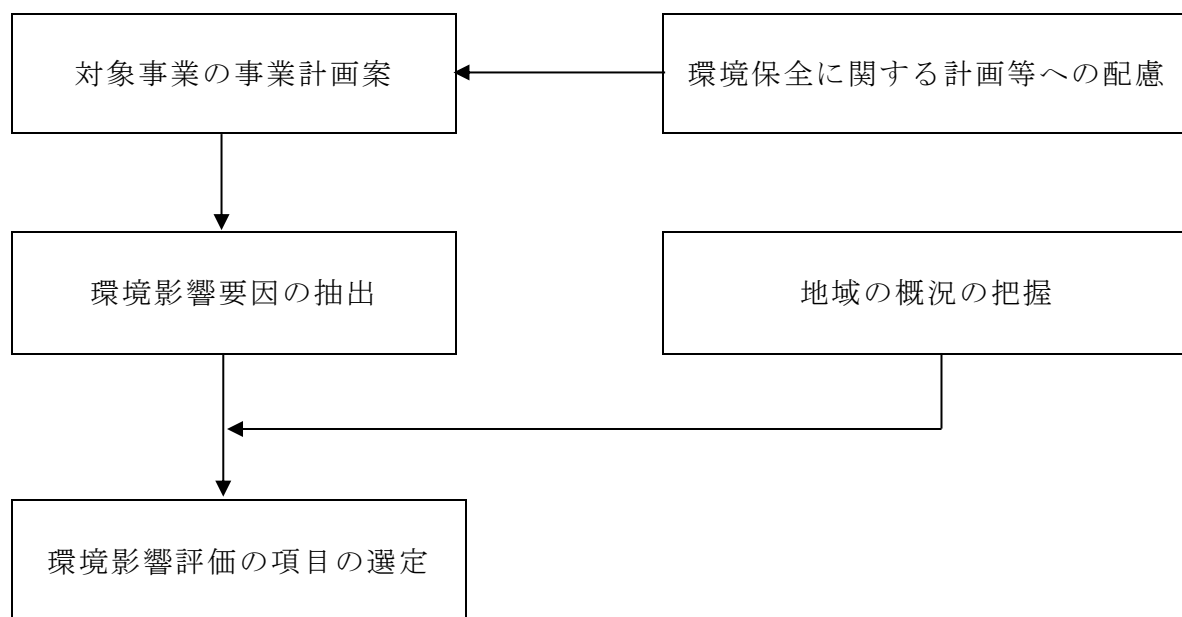 対象事業の事業計画案
環境保全に関する計画等への配慮
環境影響要因の抽出
地域の概況の把握
環境影響評価の項目の選定